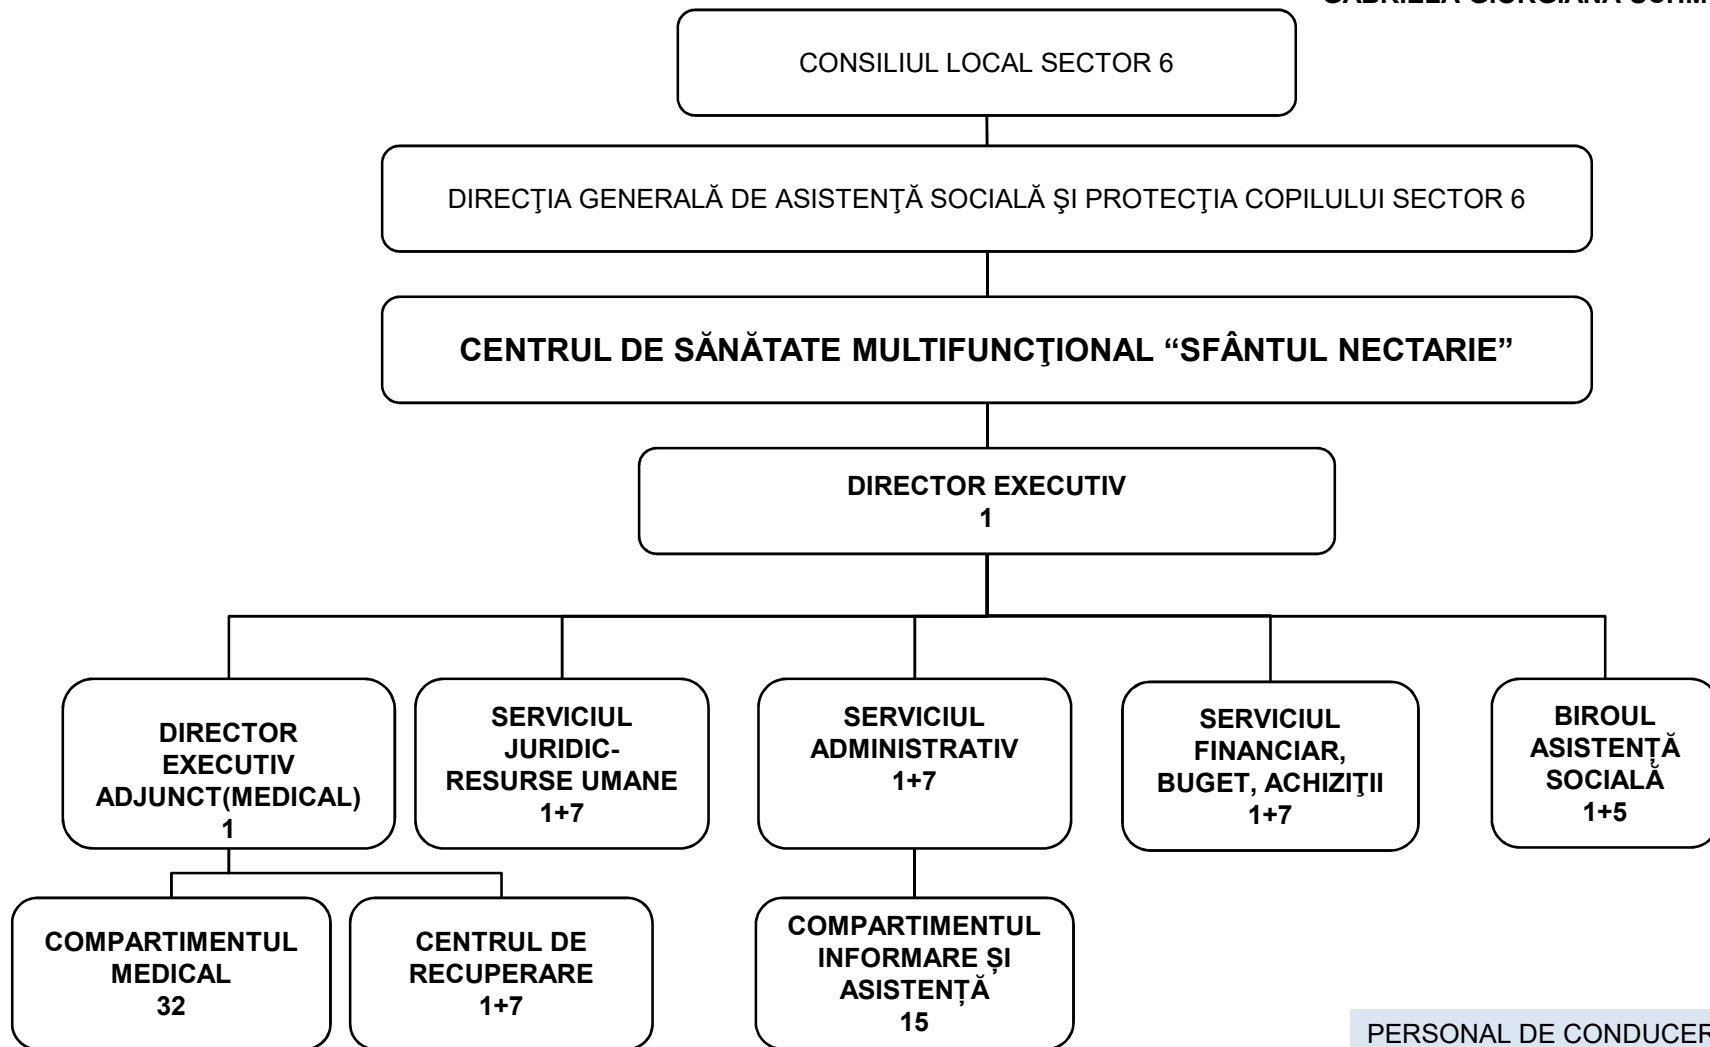 CONSILIUL LOCAL SECTOR 6
DIRECŢIA GENERALĂ DE ASISTENŢĂ SOCIALĂ ŞI PROTECŢIA COPILULUI SECTOR 6
CENTRUL DE SĂNĂTATE MULTIFUNCŢIONAL “SFÂNTUL NECTARIE”
DIRECTOR EXECUTIV
1
DIRECTOR
EXECUTIV
ADJUNCT(MEDICAL)
1
SERVICIUL
JURIDIC-
RESURSE UMANE
1+7
SERVICIUL
ADMINISTRATIV
1+7
SERVICIUL
FINANCIAR,
BUGET, ACHIZIŢII
1+7
BIROUL
ASISTENȚĂ
SOCIALĂ
1+5
COMPARTIMENTUL
MEDICAL
32
CENTRUL DE
RECUPERARE
1+7
COMPARTIMENTUL
INFORMARE ȘI
ASISTENȚĂ
15
PERSONAL DE CONDUCER